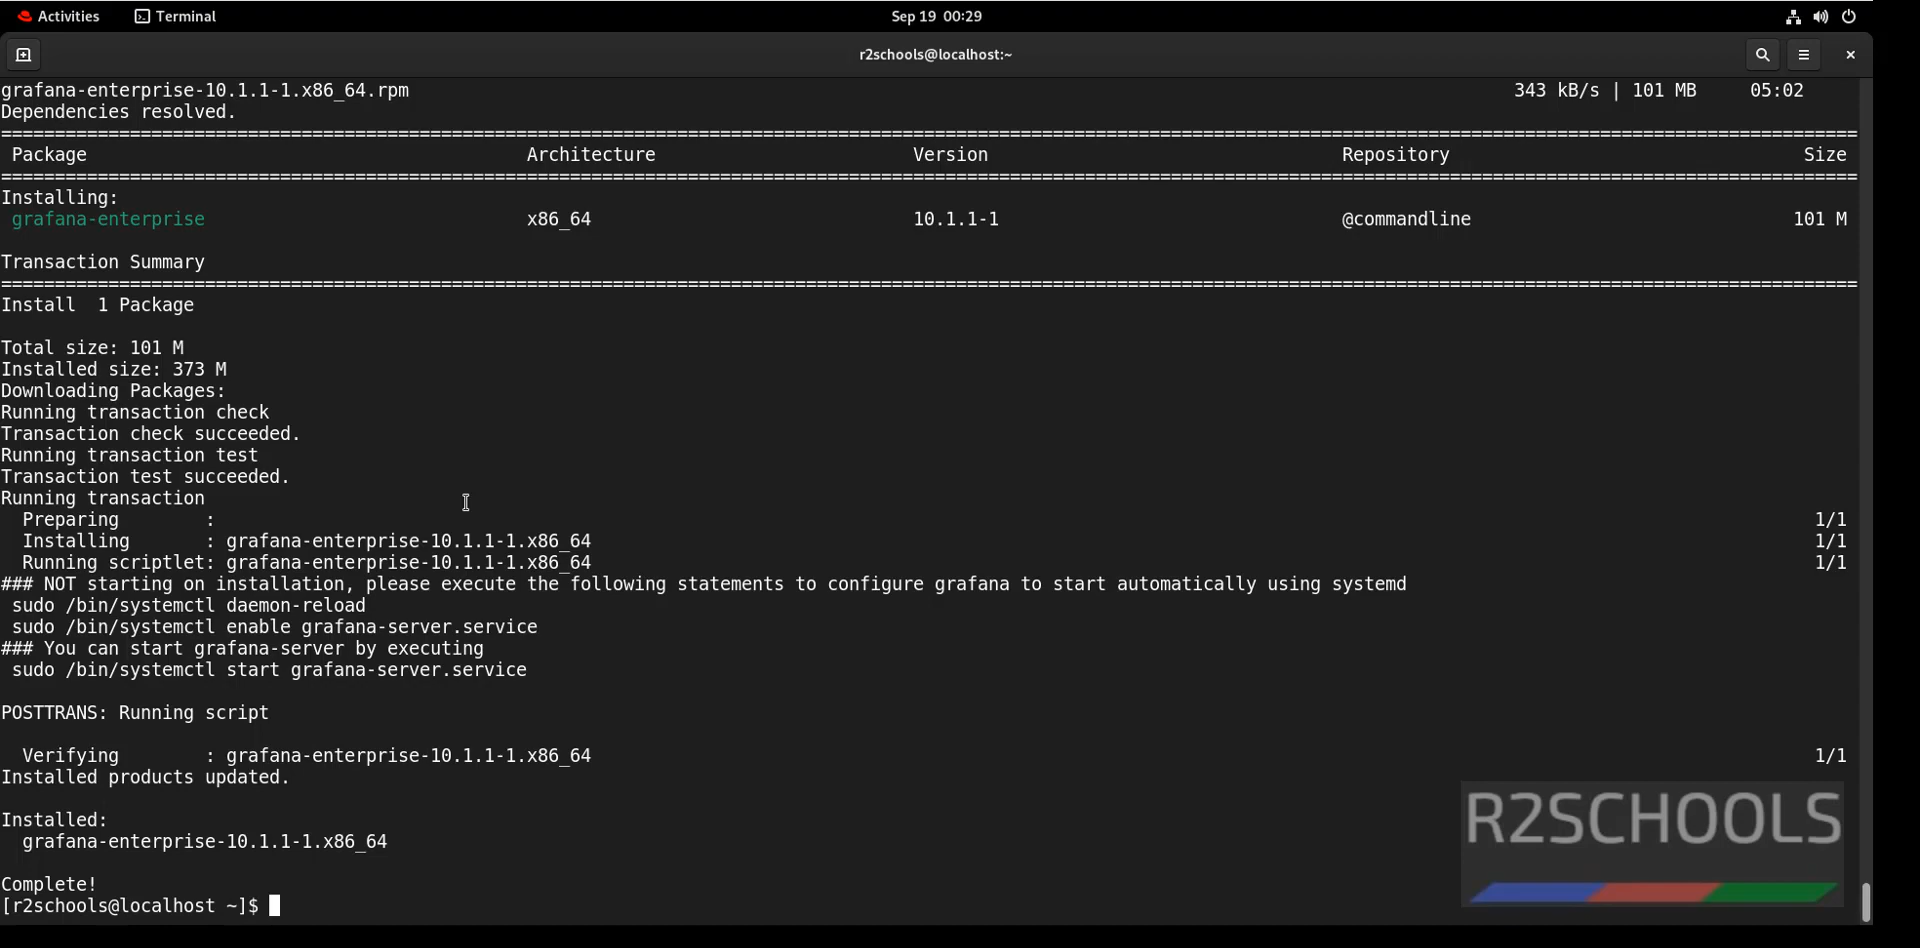 Activities Terminal Sep 19 00:29
r2schools@localhost:~
grafana-enterprise-10.1.1-1.x86_64.rpm 343 kB/s | 101 MB 05:02
Dependencies resolved.
================================================================================
Package Architecture Version Repository Size
================================================================================
Installing:
grafana-enterprise x86_64 10.1.1-1 @commandline 101 M
Transaction Summary
================================================================================
Install 1 Package
Total size: 101 M
Installed size: 373 M
Downloading Packages:
Running transaction check
Transaction check succeeded.
Running transaction test
Transaction test succeeded.
Running transaction
Preparing : 1/1
Installing : grafana-enterprise-10.1.1-1.x86_64 1/1
Running scriptlet: grafana-enterprise-10.1.1-1.x86_64 1/1
### NOT starting on installation, please execute the following statements to configure grafana to start automatically using systemd
sudo /bin/systemctl daemon-reload
sudo /bin/systemctl enable grafana-server.service
### You can start grafana-server by executing
sudo /bin/systemctl start grafana-server.service
POSTTRANS: Running script
Verifying : grafana-enterprise-10.1.1-1.x86_64 1/1
Installed products updated.
Installed:
grafana-enterprise-10.1.1-1.x86_64
Complete!
[r2schools@localhost ~]$
R2SCHOOLS